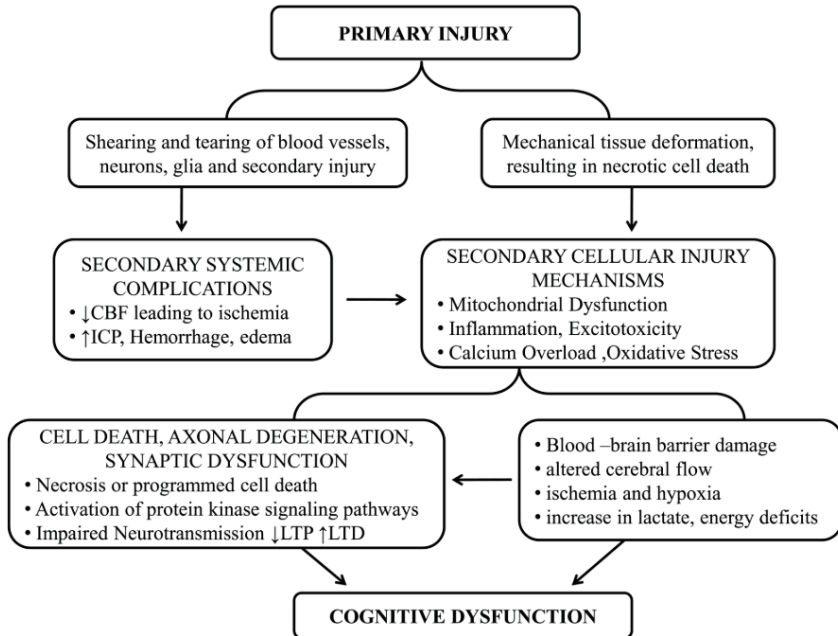 PRIMARY INJURY
Shearing and tearing of blood vessels,
neurons, glia and secondary injury
Mechanical tissue deformation,
resulting in necrotic cell death
SECONDARY SYSTEMIC
COMPLICATIONS
• ↓CBF leading to ischemia
• ↑ICP, Hemorrhage, edema
SECONDARY CELLULAR INJURY
MECHANISMS
• Mitochondrial Dysfunction
• Inflammation, Excitotoxicity
• Calcium Overload ,Oxidative Stress
CELL DEATH, AXONAL DEGENERATION,
SYNAPTIC DYSFUNCTION
• Necrosis or programmed cell death
• Activation of protein kinase signaling pathways
• Impaired Neurotransmission ↓LTP ↑LTD
• Blood –brain barrier damage
• altered cerebral flow
• ischemia and hypoxia
• increase in lactate, energy deficits
COGNITIVE DYSFUNCTION